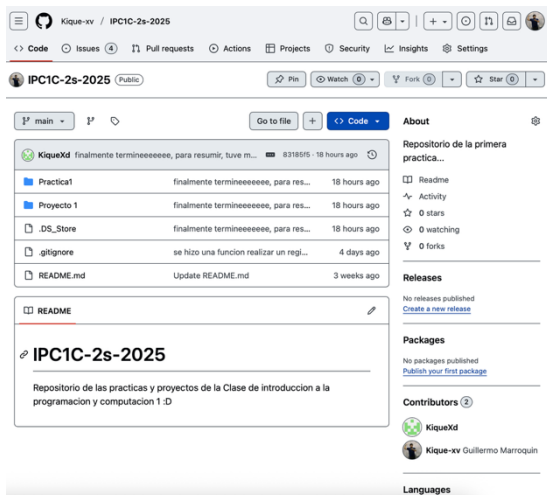 Kique-xv / IPC1C-2s-2025
Code Issues 4 Pull requests Actions Projects Security Insights Settings
IPC1C-2s-2025 Public Pin Watch 0 Fork 0 Star 0
main Go to file Code
KiqueXd finalmente termineeeeeee, para resumir, tuve m... 83185f5 · 18 hours ago
Practica1 finalmente termineeeeeee, para res... 18 hours ago
Proyecto 1 finalmente termineeeeeee, para res... 18 hours ago
.DS_Store finalmente termineeeeeee, para res... 18 hours ago
.gitignore se hizo una funcion realizar un regi... 4 days ago
README.md Update README.md 3 weeks ago
README
IPC1C-2s-2025
Repositorio de las practicas y proyectos de la Clase de introduccion a la
programacion y computacion 1 :D
About
Repositorio de la primera
practica...
Readme
Activity
0 stars
0 watching
0 forks
Releases
No releases published
Create a new release
Packages
No packages published
Publish your first package
Contributors 2
KiqueXd
Kique-xv Guillermo Marroquin
Languages